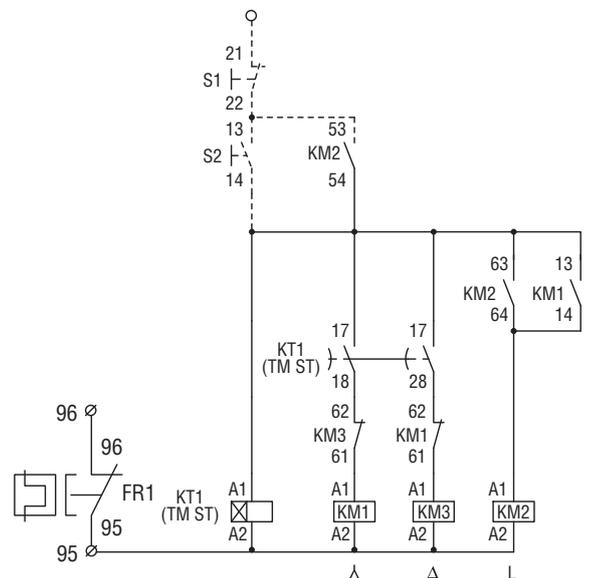 21
S1
22
13 53
S2 KM2
14 54
63 13
KM2 KM1
64 14
17 17
KT1
(TM ST)
18 28
96
62 62
96
KM3 KM1
61 61
FR1
KT1
(TM ST)
A1 A1 A1 A1
KM1 KM3 KM2
95
A2 A2 A2 A2
95